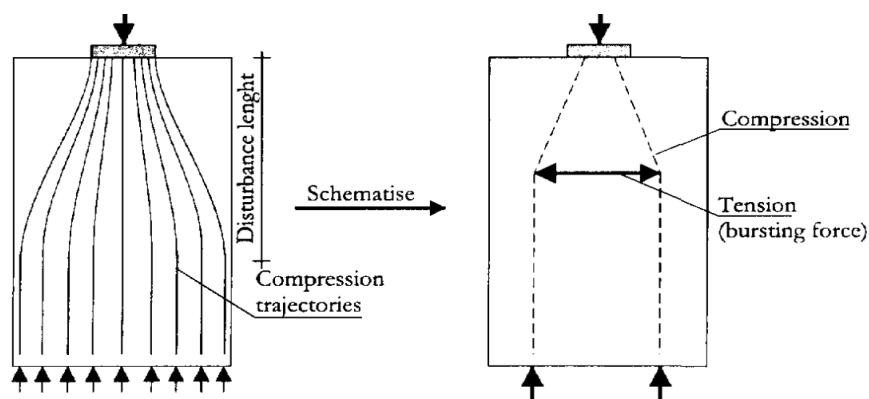 Disturbance lenght
Schematise
Compression
trajectories
Compression
Tension
(bursting force)